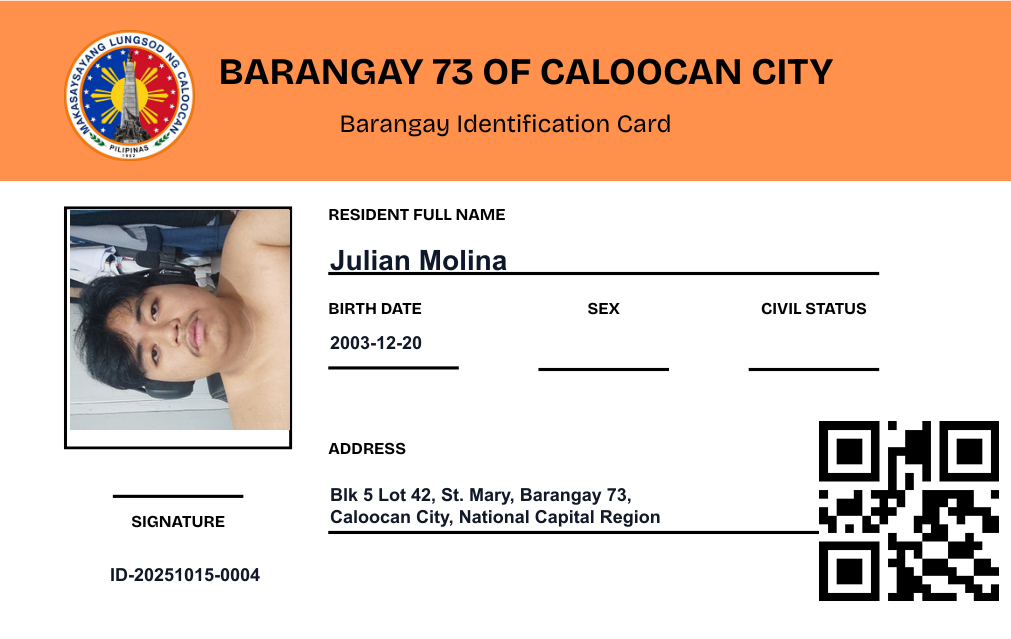 MAKASAYSAYANG LUNGSOD NG CALOOCAN
PILIPINAS
1962
BARANGAY 73 OF CALOOCAN CITY
Barangay Identification Card
RESIDENT FULL NAME
Julian Molina
BIRTH DATE
SEX
CIVIL STATUS
2003-12-20
ADDRESS
Blk 5 Lot 42, St. Mary, Barangay 73,
Caloocan City, National Capital Region
SIGNATURE
ID-20251015-0004